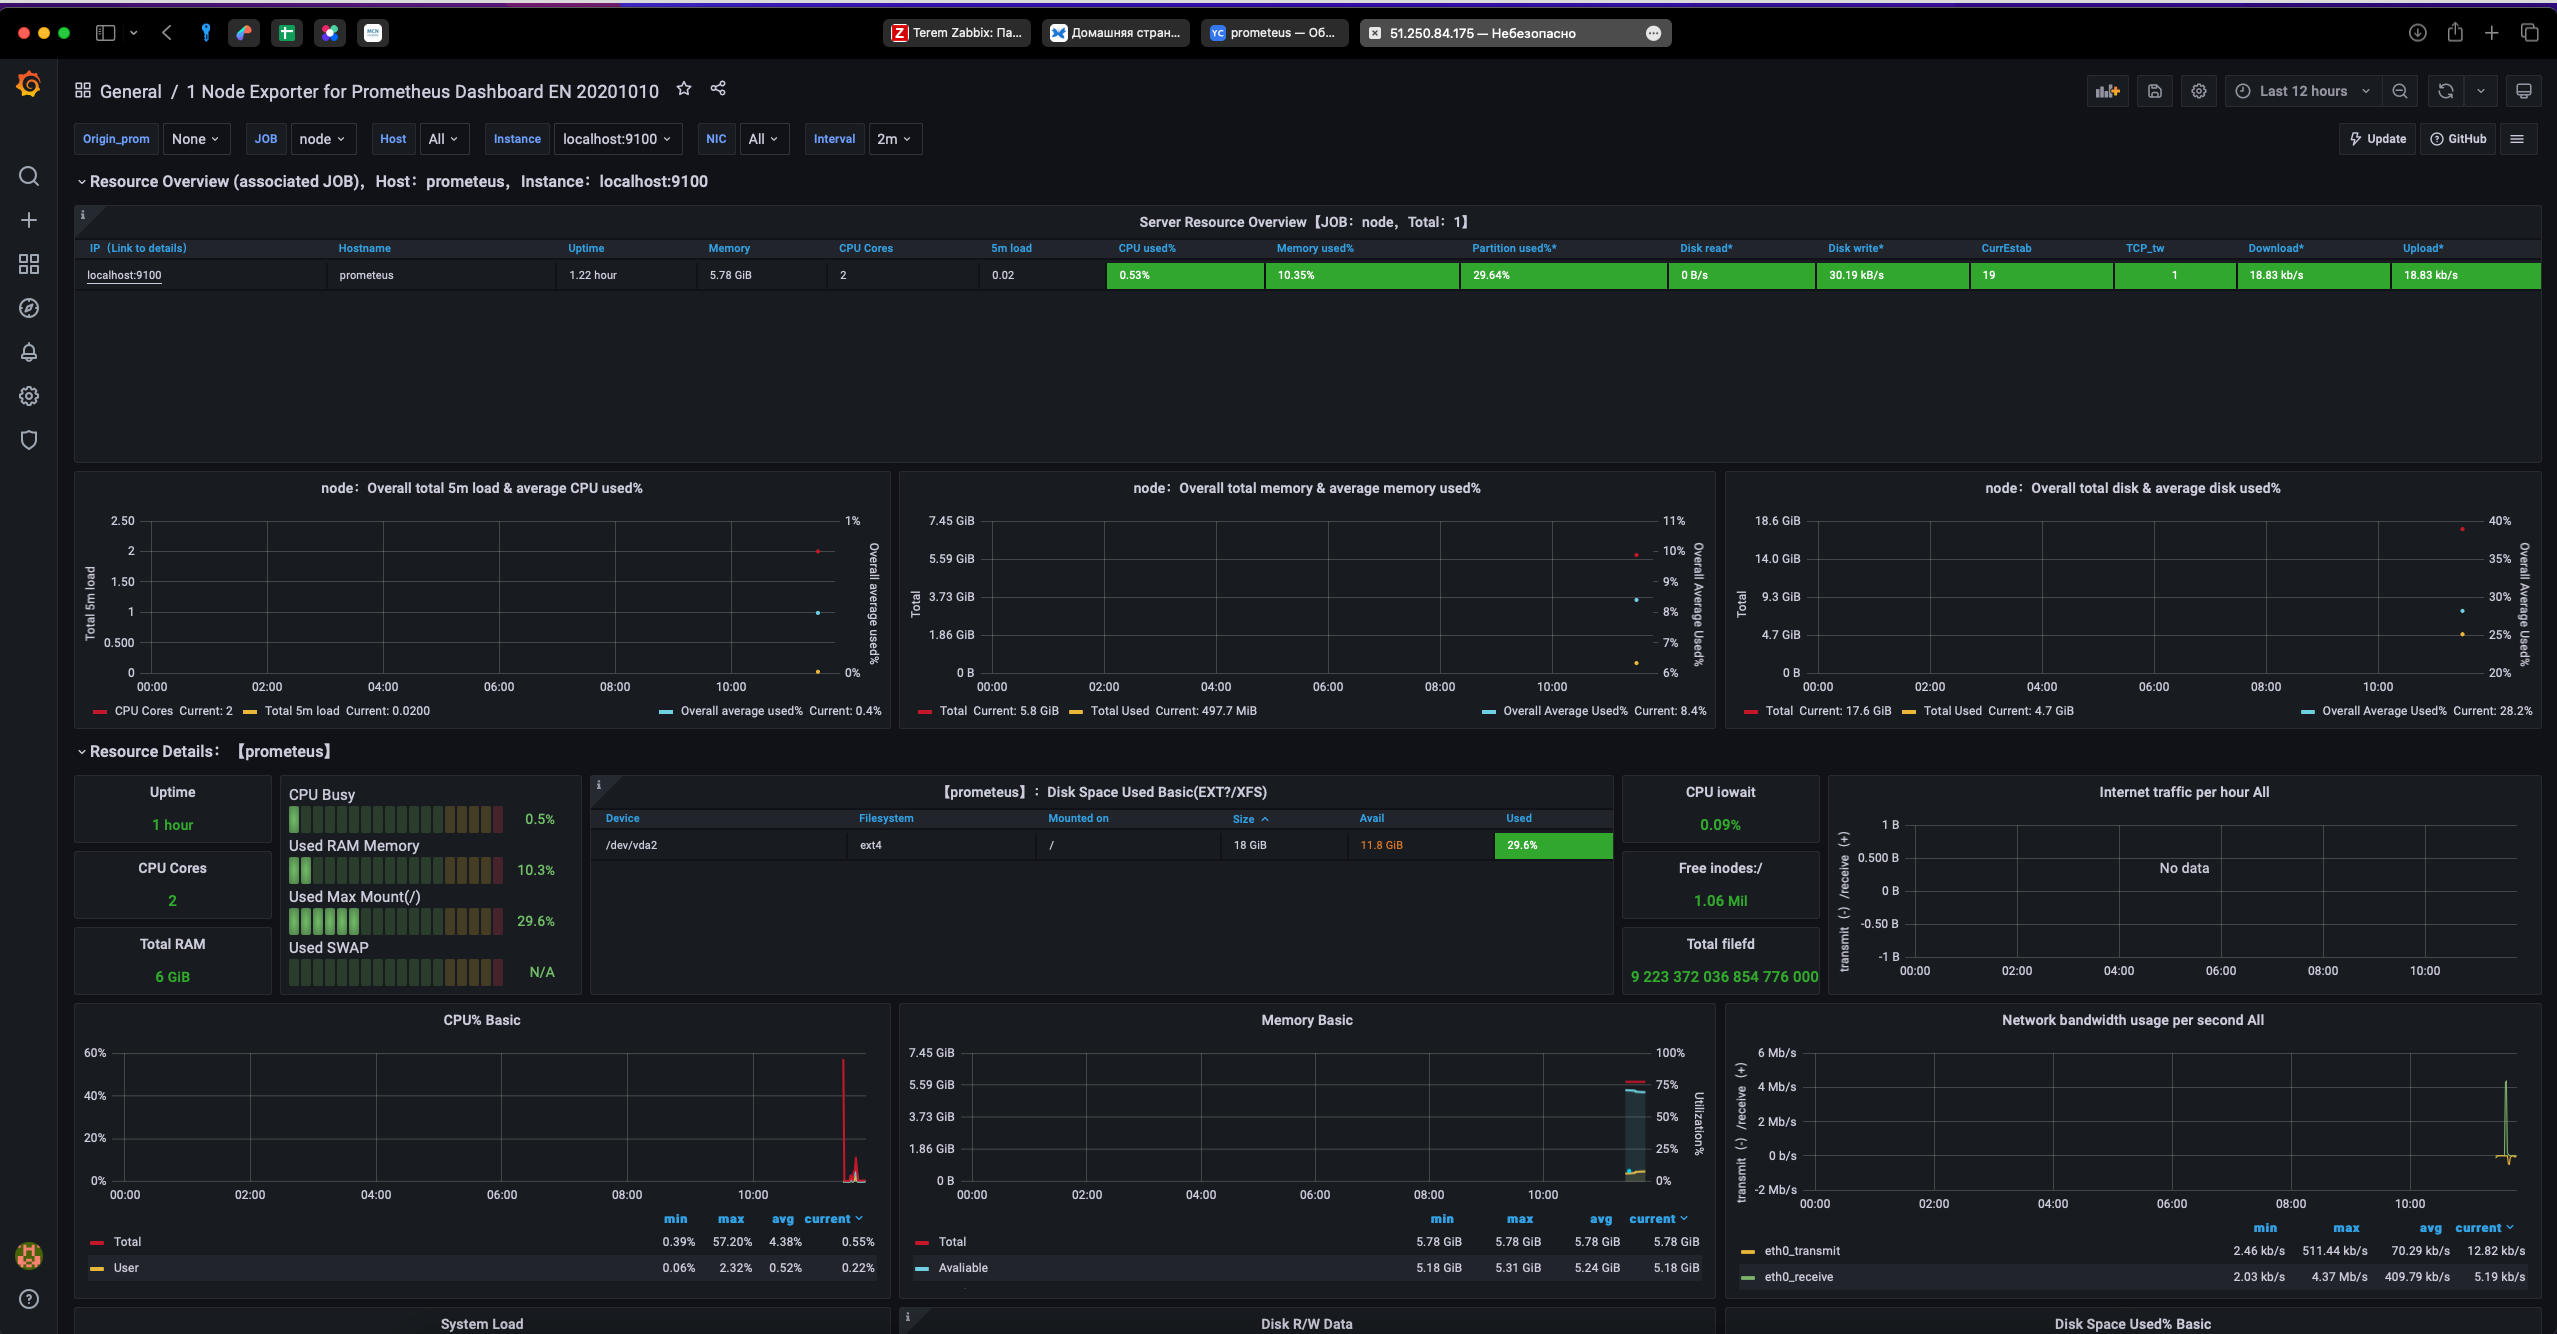 Terem Zabbix: Па...
Домашняя стран...
prometeus — Об...
51.250.84.175 — Небезопасно
General / 1 Node Exporter for Prometheus Dashboard EN 20201010
Last 12 hours
Origin_prom None JOB node Host All Instance localhost:9100 NIC All Interval 2m
Update GitHub
Resource Overview (associated JOB), Host: prometeus, Instance: localhost:9100
Server Resource Overview【JOB: node, Total: 1】
IP (Link to details) Hostname Uptime Memory CPU Cores 5m load CPU used% Memory used% Partition used%* Disk read* Disk write* CurrEstab TCP_tw Download* Upload*
localhost:9100 prometeus 1.22 hour 5.78 GiB 2 0.02 0.53% 10.35% 29.64% 0 B/s 30.19 kB/s 19 1 18.83 kb/s 18.83 kb/s
node: Overall total 5m load & average CPU used%
2.50
2
1.50
1
0.500
0
1%
0%
Total 5m load
Overall average used%
00:00 02:00 04:00 06:00 08:00 10:00
CPU Cores Current: 2 Total 5m load Current: 0.0200 Overall average used% Current: 0.4%
node: Overall total memory & average memory used%
7.45 GiB
5.59 GiB
3.73 GiB
1.86 GiB
0 B
11%
10%
9%
8%
7%
6%
Total
Overall Average Used%
00:00 02:00 04:00 06:00 08:00 10:00
Total Current: 5.8 GiB Total Used Current: 497.7 MiB Overall Average Used% Current: 8.4%
node: Overall total disk & average disk used%
18.6 GiB
14.0 GiB
9.3 GiB
4.7 GiB
0 B
40%
35%
30%
25%
20%
Total
Overall Average Used%
00:00 02:00 04:00 06:00 08:00 10:00
Total Current: 17.6 GiB Total Used Current: 4.7 GiB Overall Average Used% Current: 28.2%
Resource Details: 【prometeus】
Uptime
1 hour
CPU Cores
2
Total RAM
6 GiB
CPU Busy
0.5%
Used RAM Memory
10.3%
Used Max Mount(/)
29.6%
Used SWAP
N/A
【prometeus】: Disk Space Used Basic(EXT?/XFS)
Device Filesystem Mounted on Size Avail Used
/dev/vda2 ext4 / 18 GiB 11.8 GiB 29.6%
CPU iowait
0.09%
Free inodes:/
1.06 Mil
Total filefd
9 223 372 036 854 776 000
Internet traffic per hour All
1 B
0.500 B
0 B
-0.50 B
-1 B
transmit (-) /receive (+)
No data
00:00 02:00 04:00 06:00 08:00 10:00
CPU% Basic
60%
40%
20%
0%
00:00 02:00 04:00 06:00 08:00 10:00
min max avg current
Total 0.39% 57.20% 4.38% 0.55%
User 0.06% 2.32% 0.52% 0.22%
Memory Basic
7.45 GiB
5.59 GiB
3.73 GiB
1.86 GiB
0 B
100%
75%
50%
25%
0%
Utilization%
00:00 02:00 04:00 06:00 08:00 10:00
min max avg current
Total 5.78 GiB 5.78 GiB 5.78 GiB 5.78 GiB
Avaliable 5.18 GiB 5.31 GiB 5.24 GiB 5.18 GiB
Network bandwidth usage per second All
6 Mb/s
4 Mb/s
2 Mb/s
0 b/s
-2 Mb/s
transmit (-) /receive (+)
00:00 02:00 04:00 06:00 08:00 10:00
min max avg current
eth0_transmit 2.46 kb/s 511.44 kb/s 70.29 kb/s 12.82 kb/s
eth0_receive 2.03 kb/s 4.37 Mb/s 409.79 kb/s 5.19 kb/s
System Load
Disk R/W Data
Disk Space Used% Basic